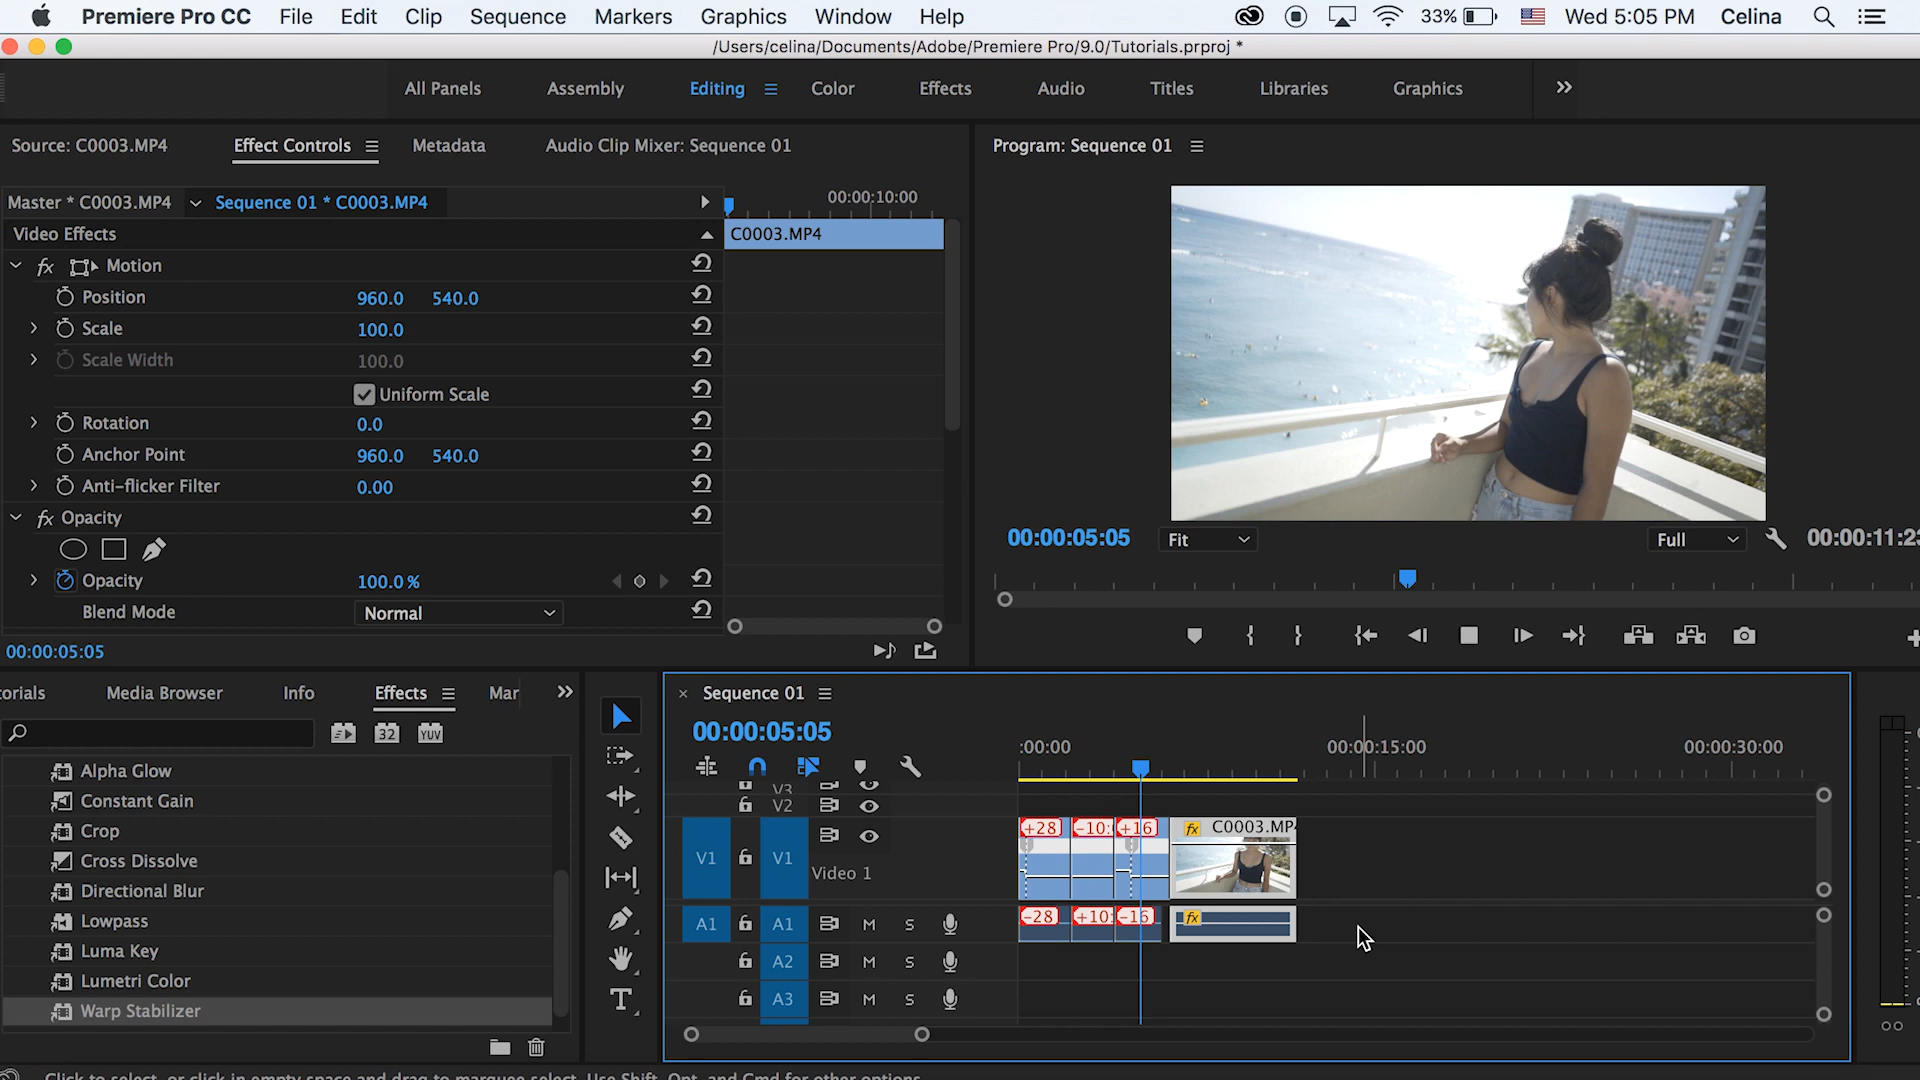 Premiere Pro CC File Edit Clip Sequence Markers Graphics Window Help 33% Wed 5:05 PM Celina
/Users/celina/Documents/Adobe/Premiere Pro/9.0/Tutorials.prproj *
All Panels Assembly Editing Color Effects Audio Titles Libraries Graphics
Source: C0003.MP4 Effect Controls Metadata Audio Clip Mixer: Sequence 01
Program: Sequence 01
Master * C0003.MP4 Sequence 01 * C0003.MP4 00:00:10:00
Video Effects C0003.MP4
fx Motion
Position 960.0 540.0
Scale 100.0
Scale Width 100.0
Uniform Scale
Rotation 0.0
Anchor Point 960.0 540.0
Anti-flicker Filter 0.00
fx Opacity
Opacity 100.0 %
Blend Mode Normal
00:00:05:05
00:00:05:05 Fit Full 00:00:11:23
orials Media Browser Info Effects Mar
32 YUV
Alpha Glow
Constant Gain
Crop
Cross Dissolve
Directional Blur
Lowpass
Luma Key
Lumetri Color
Warp Stabilizer
T
× Sequence 01
00:00:05:05
:00:00 00:00:15:00 00:00:30:00
V3
V2
V1 V1 Video 1
+28 -10: +16 fx C0003.MP4
A1 A1 M S
-28 +10: -16 fx
A2 M S
A3 M S
Click to select, or click in empty space and drag to marquee select. Use Shift, Opt, and Cmd for other options.